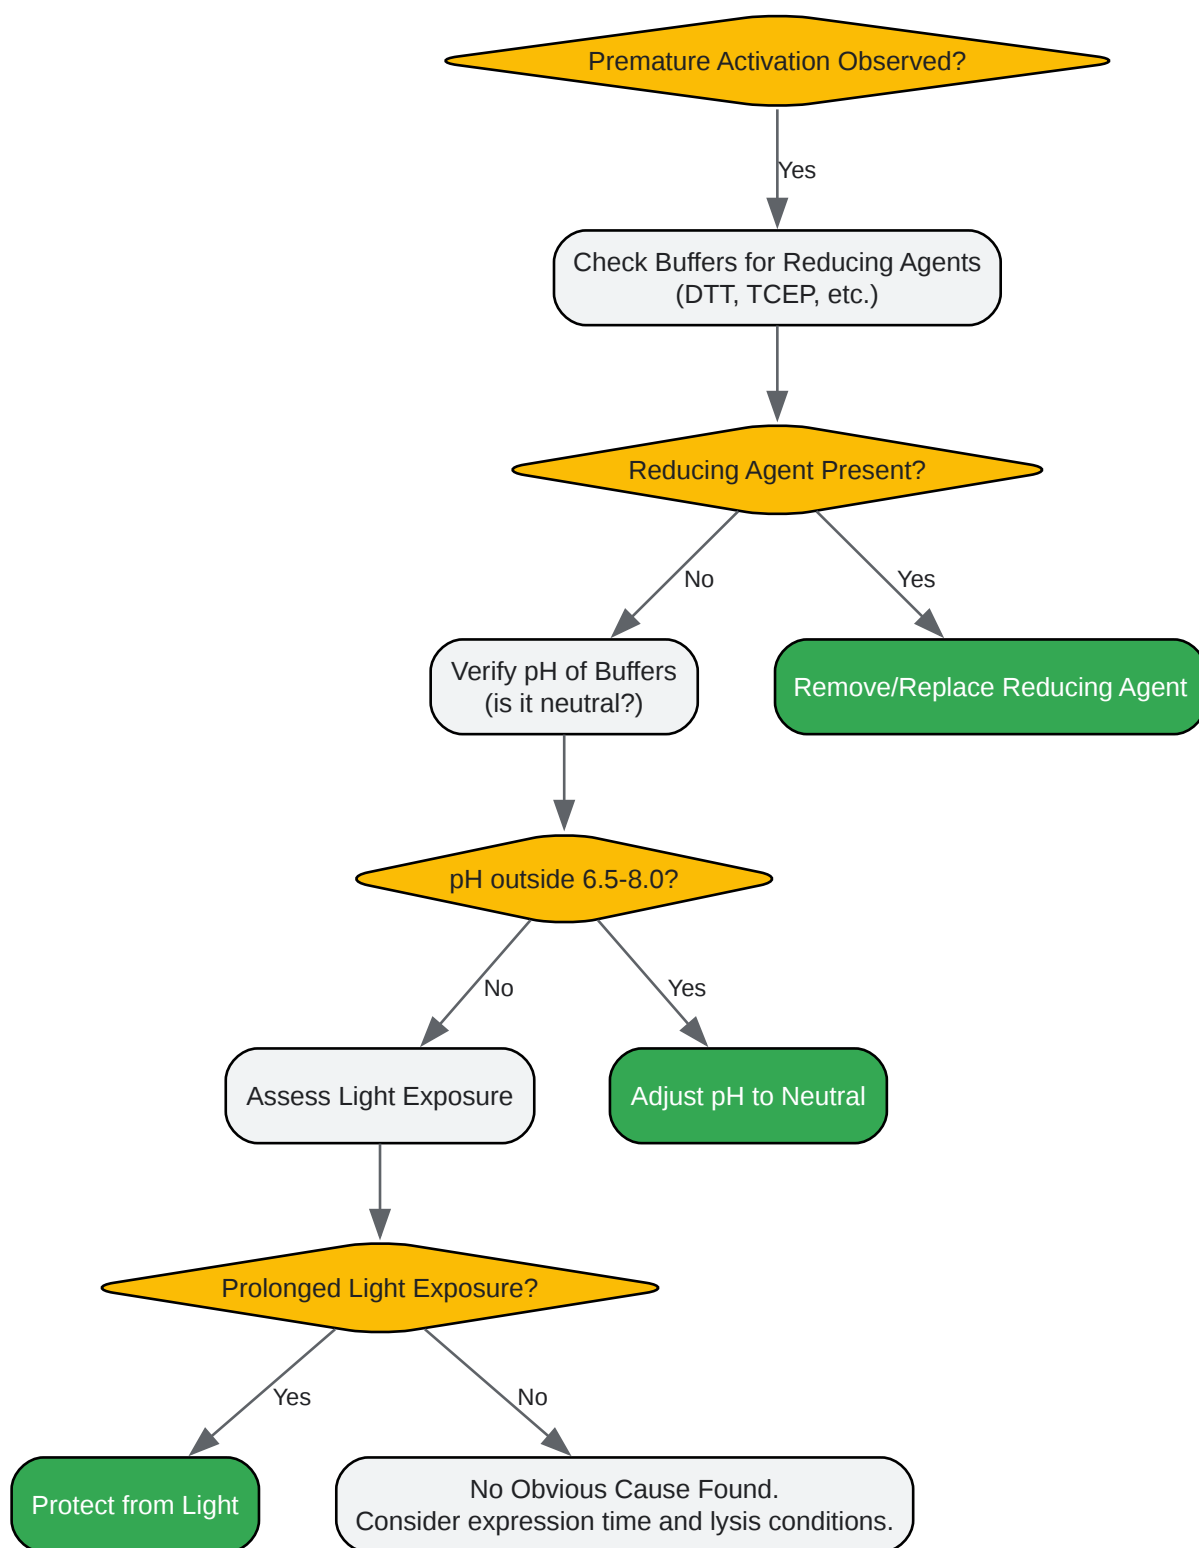 Premature Activation Observed?
Yes
Check Buffers for Reducing Agents
(DTT, TCEP, etc.)
Reducing Agent Present?
No
Yes
Verify pH of Buffers
(is it neutral?)
Remove/Replace Reducing Agent
pH outside 6.5-8.0?
No
Yes
Assess Light Exposure
Adjust pH to Neutral
Prolonged Light Exposure?
Yes
No
Protect from Light
No Obvious Cause Found.
Consider expression time and lysis conditions.